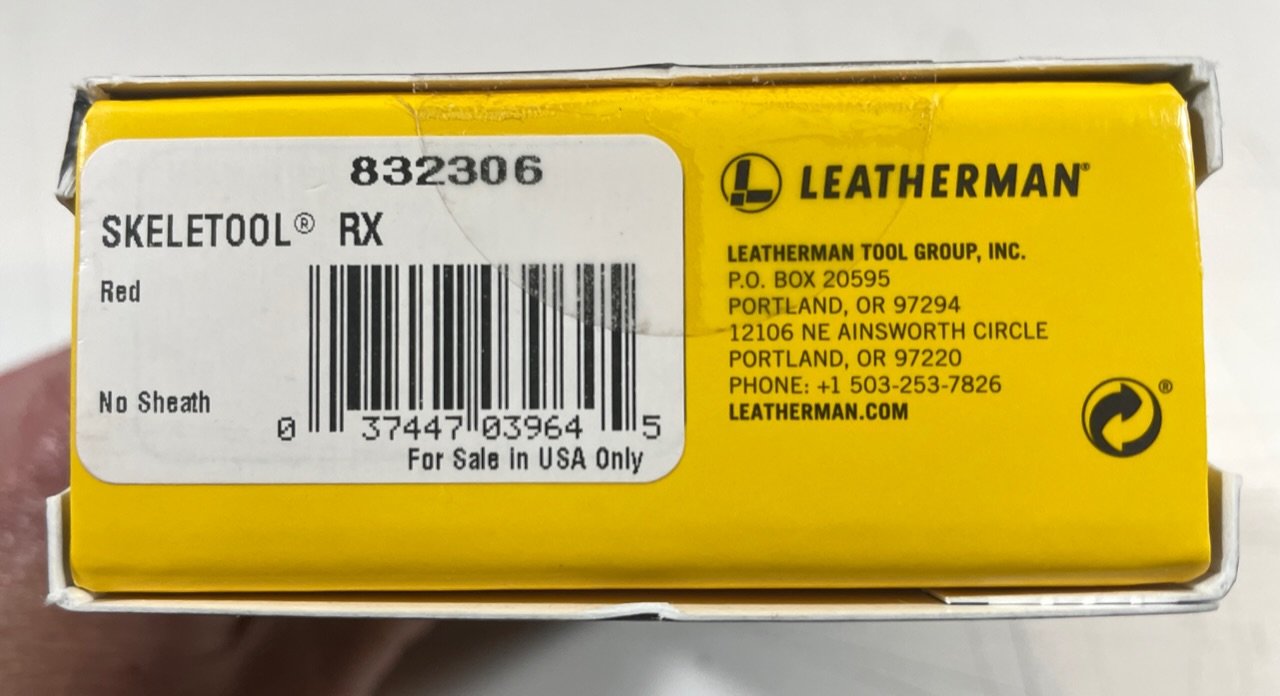 832306
SKELETOOL® RX
Red
No Sheath
0 37447 03964 5
For Sale in USA Only
LEATHERMAN®
LEATHERMAN TOOL GROUP, INC.
P.O. BOX 20595
PORTLAND, OR 97294
12106 NE AINSWORTH CIRCLE
PORTLAND, OR 97220
PHONE: +1 503-253-7826
LEATHERMAN.COM
®